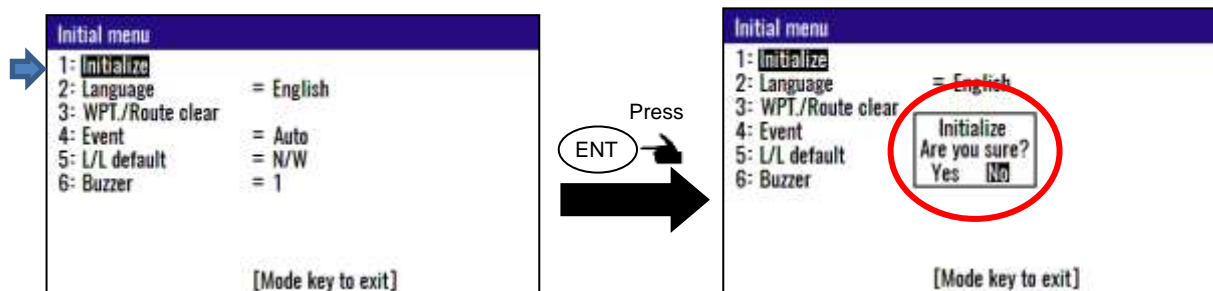 Initial menu
1: Initialize
2: Language = English
3: WPT./Route clear
4: Event = Auto
5: L/L default = N/W
6: Buzzer = 1
[Mode key to exit]
Press
ENT
Initial menu
1: Initialize
2: Language = English
3: WPT./Route clear
4: Event
5: L/L default
6: Buzzer
Initialize
Are you sure?
Yes No
[Mode key to exit]